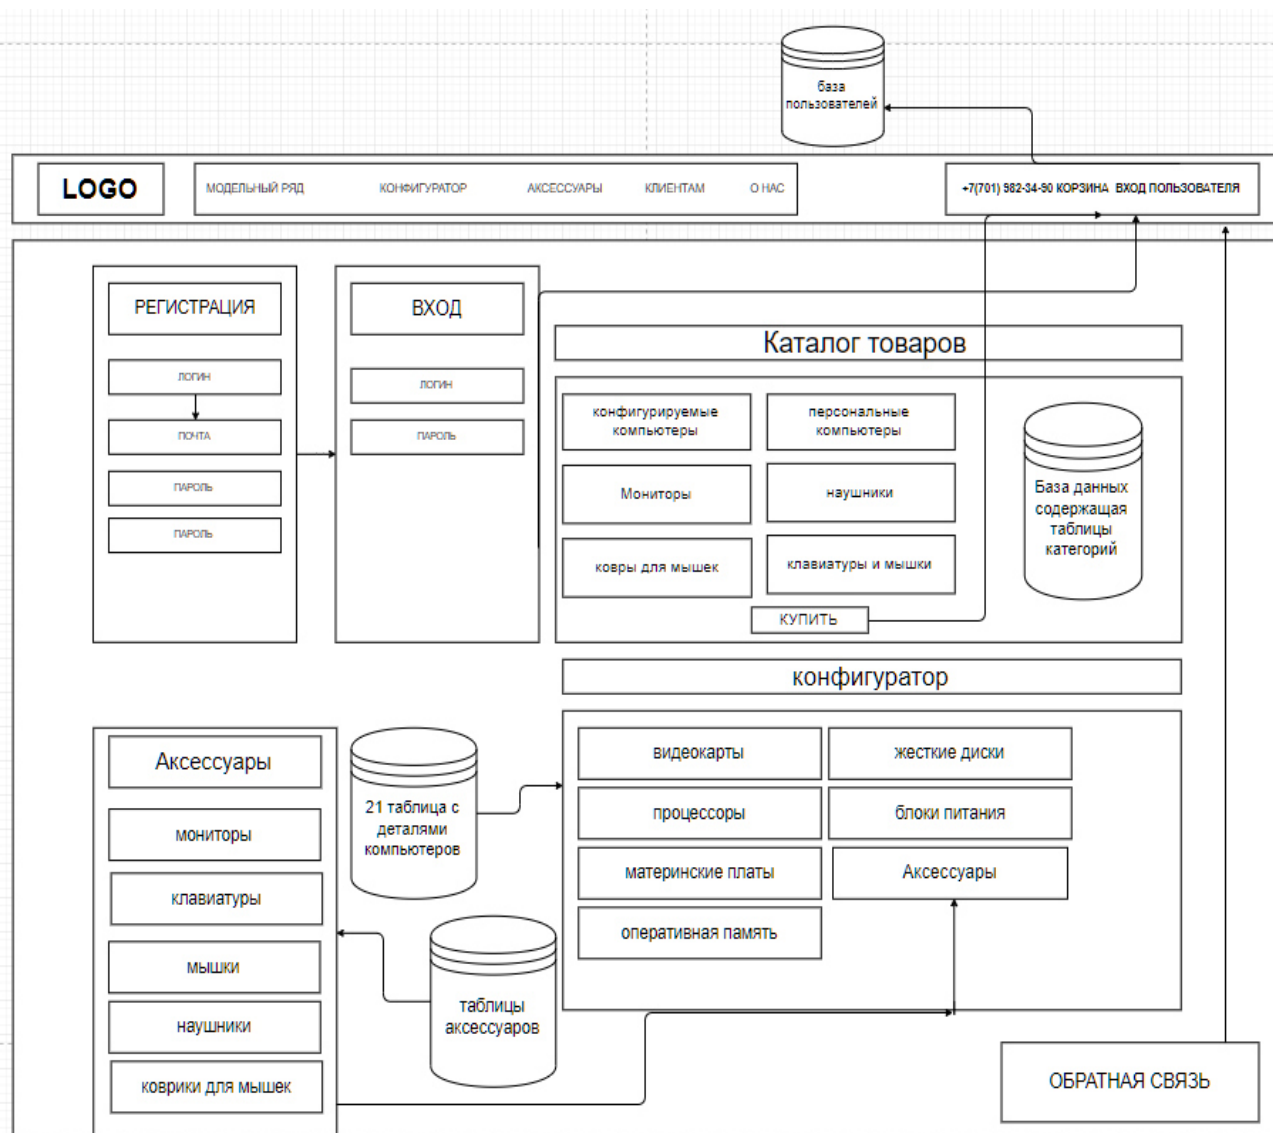 база
пользователей
LOGO
МОДЕЛЬНЫЙ РЯД КОНФИГУРАТОР АКСЕССУАРЫ КЛИЕНТАМ О НАС
+7(701) 982-34-90 КОРЗИНА ВХОД ПОЛЬЗОВАТЕЛЯ
РЕГИСТРАЦИЯ
ЛОГИН
ПОЧТА
ПАРОЛЬ
ПАРОЛЬ
ВХОД
ЛОГИН
ПАРОЛЬ
Каталог товаров
конфигурируемые
компьютеры
персональные
компьютеры
Мониторы
наушники
ковры для мышек
клавиатуры и мышки
КУПИТЬ
База данных
содержащая
таблицы
категорий
конфигуратор
видеокарты
жесткие диски
процессоры
блоки питания
материнские платы
Аксессуары
оперативная память
Аксессуары
мониторы
клавиатуры
мышки
наушники
коврики для мышек
21 таблица с
деталями
компьютеров
таблицы
аксессуаров
ОБРАТНАЯ СВЯЗЬ